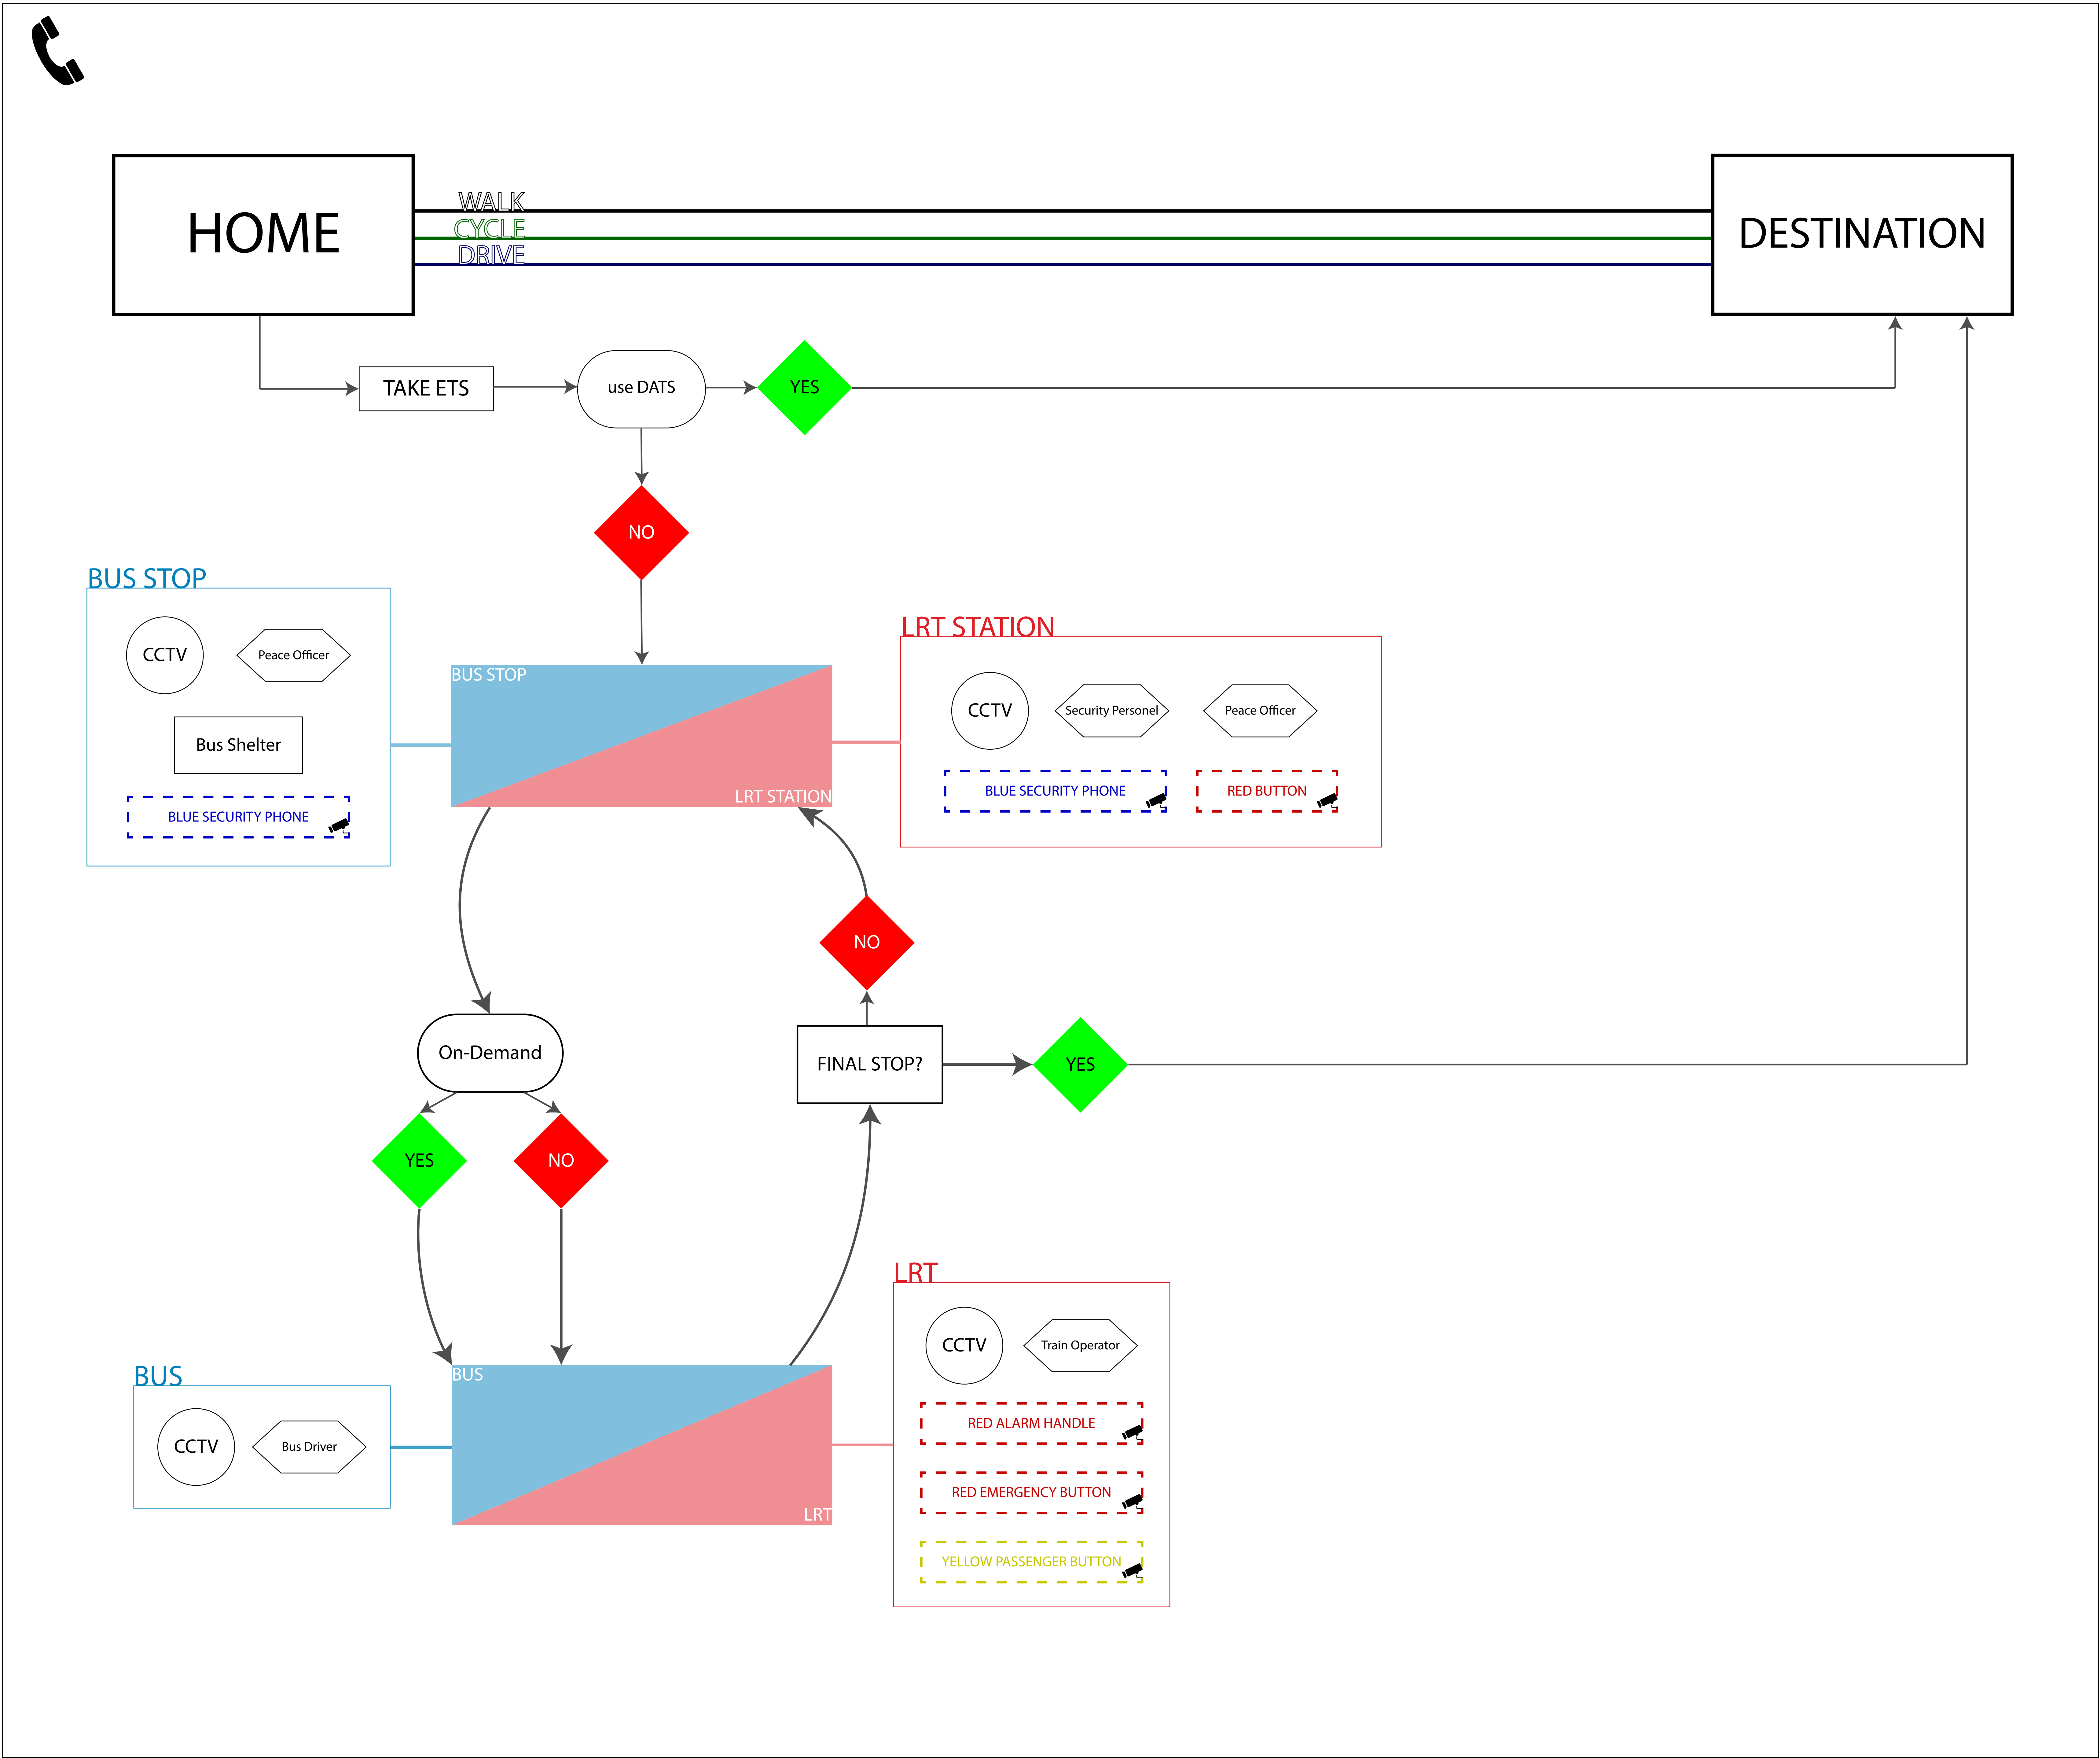 HOME
WALK
CYCLE
DRIVE
DESTINATION
TAKE ETS
use DATS
YES
NO
BUS STOP
CCTV
Peace Officer
Bus Shelter
BLUE SECURITY PHONE
BUS STOP
LRT STATION
LRT STATION
CCTV
Security Personel
Peace Officer
BLUE SECURITY PHONE
RED BUTTON
NO
On-Demand
FINAL STOP?
YES
YES
NO
BUS
CCTV
Bus Driver
BUS
LRT
LRT
CCTV
Train Operator
RED ALARM HANDLE
RED EMERGENCY BUTTON
YELLOW PASSENGER BUTTON